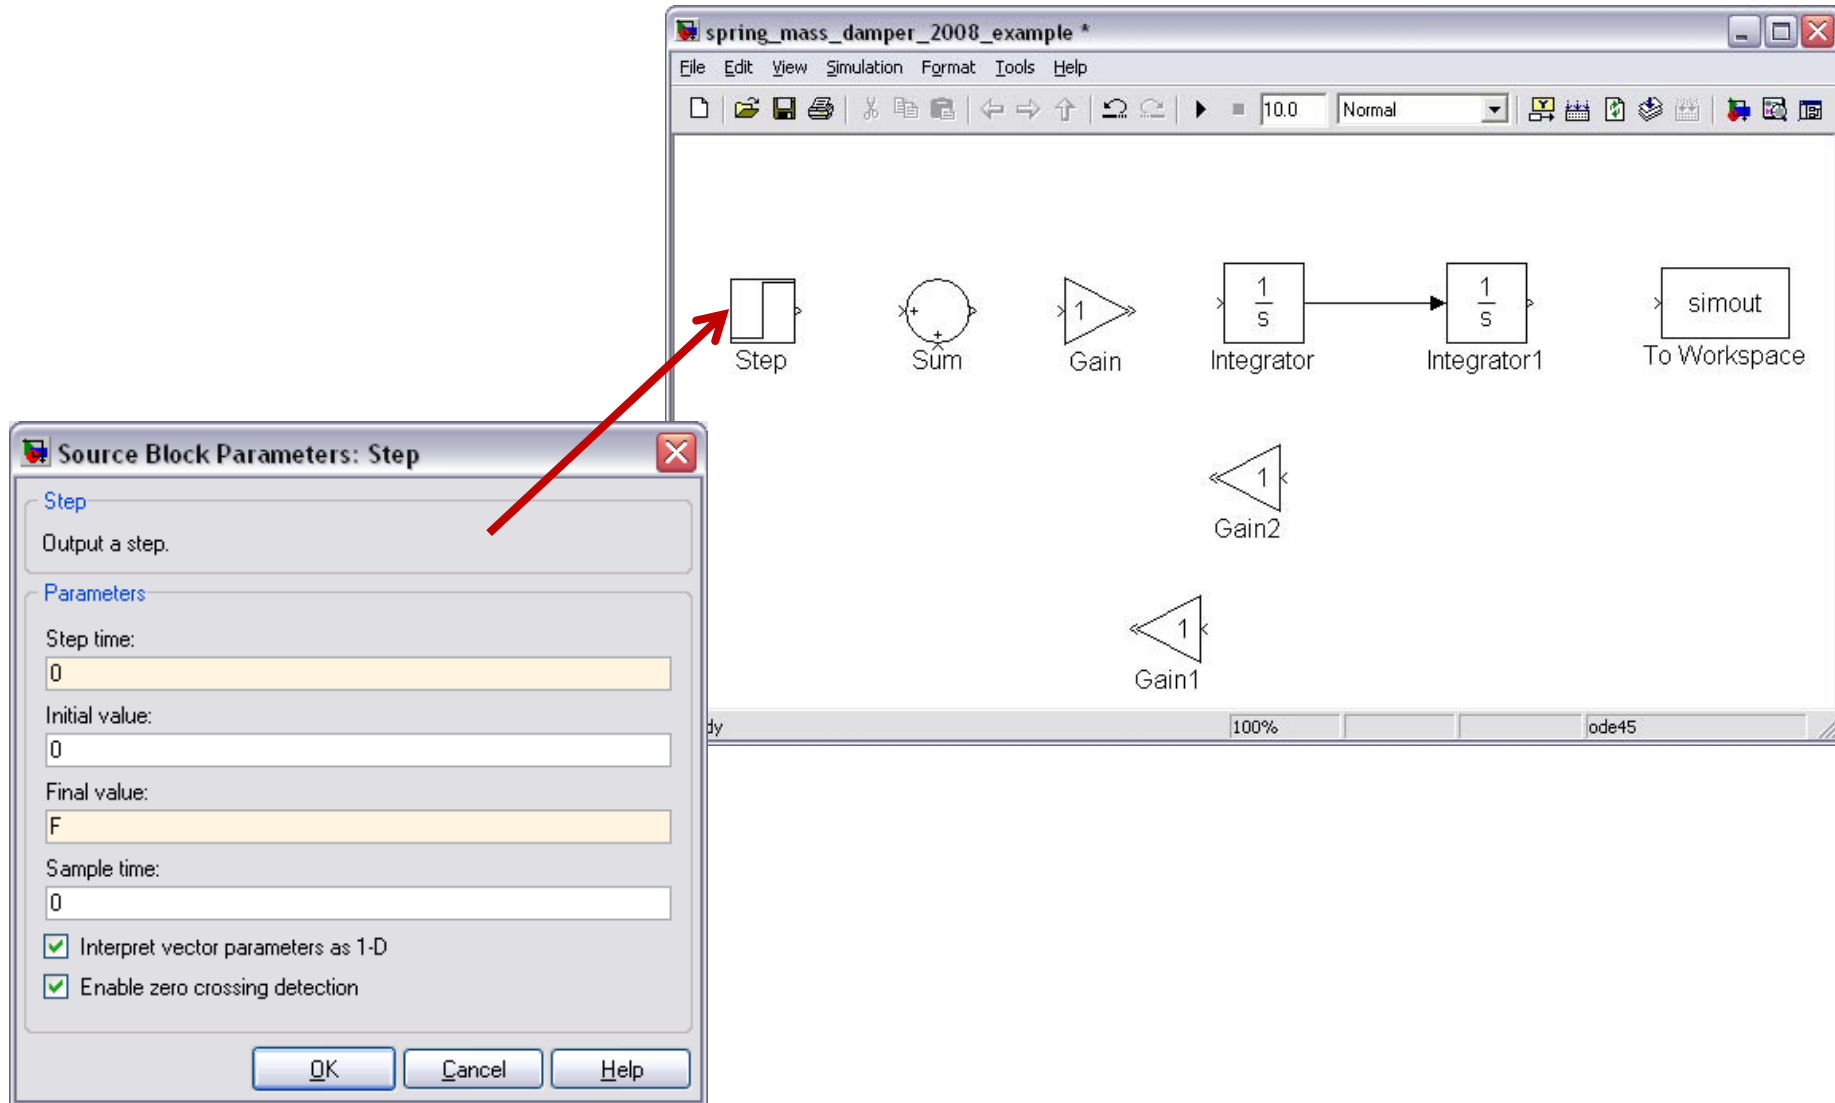 spring_mass_damper_2008_example *
File Edit View Simulation Format Tools Help
10.0 Normal
1
s
1
s
1
simout
+
+
Step Sum Gain Integrator Integrator1 To Workspace
1
Gain2
1
Gain1
dy 100% ode45
Source Block Parameters: Step
Step
Output a step.
Parameters
Step time:
0
Initial value:
0
Final value:
F
Sample time:
0
Interpret vector parameters as 1-D
Enable zero crossing detection
OK Cancel Help